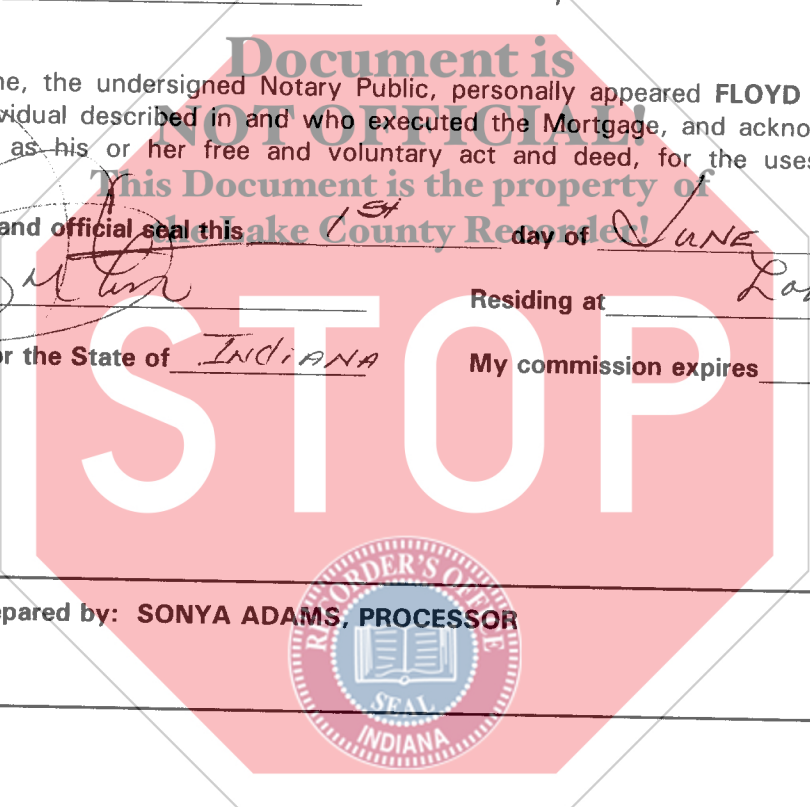 Document is
ne, the undersigned Notary Public, personally appeared FLOYD
vidual described in and who executed the Mortgage, and ackno
NOT OFFICIAL!
as his or her free and voluntary act and deed, for the uses
This Document is the property of
the Lake County Recorder!
and official seal this 1st day of JUNE
Residing at
or the State of INDIANA My commission expires
STOP
epared by: SONYA ADAMS, PROCESSOR
RECORDER'S OFFICE
SEAL
INDIANA